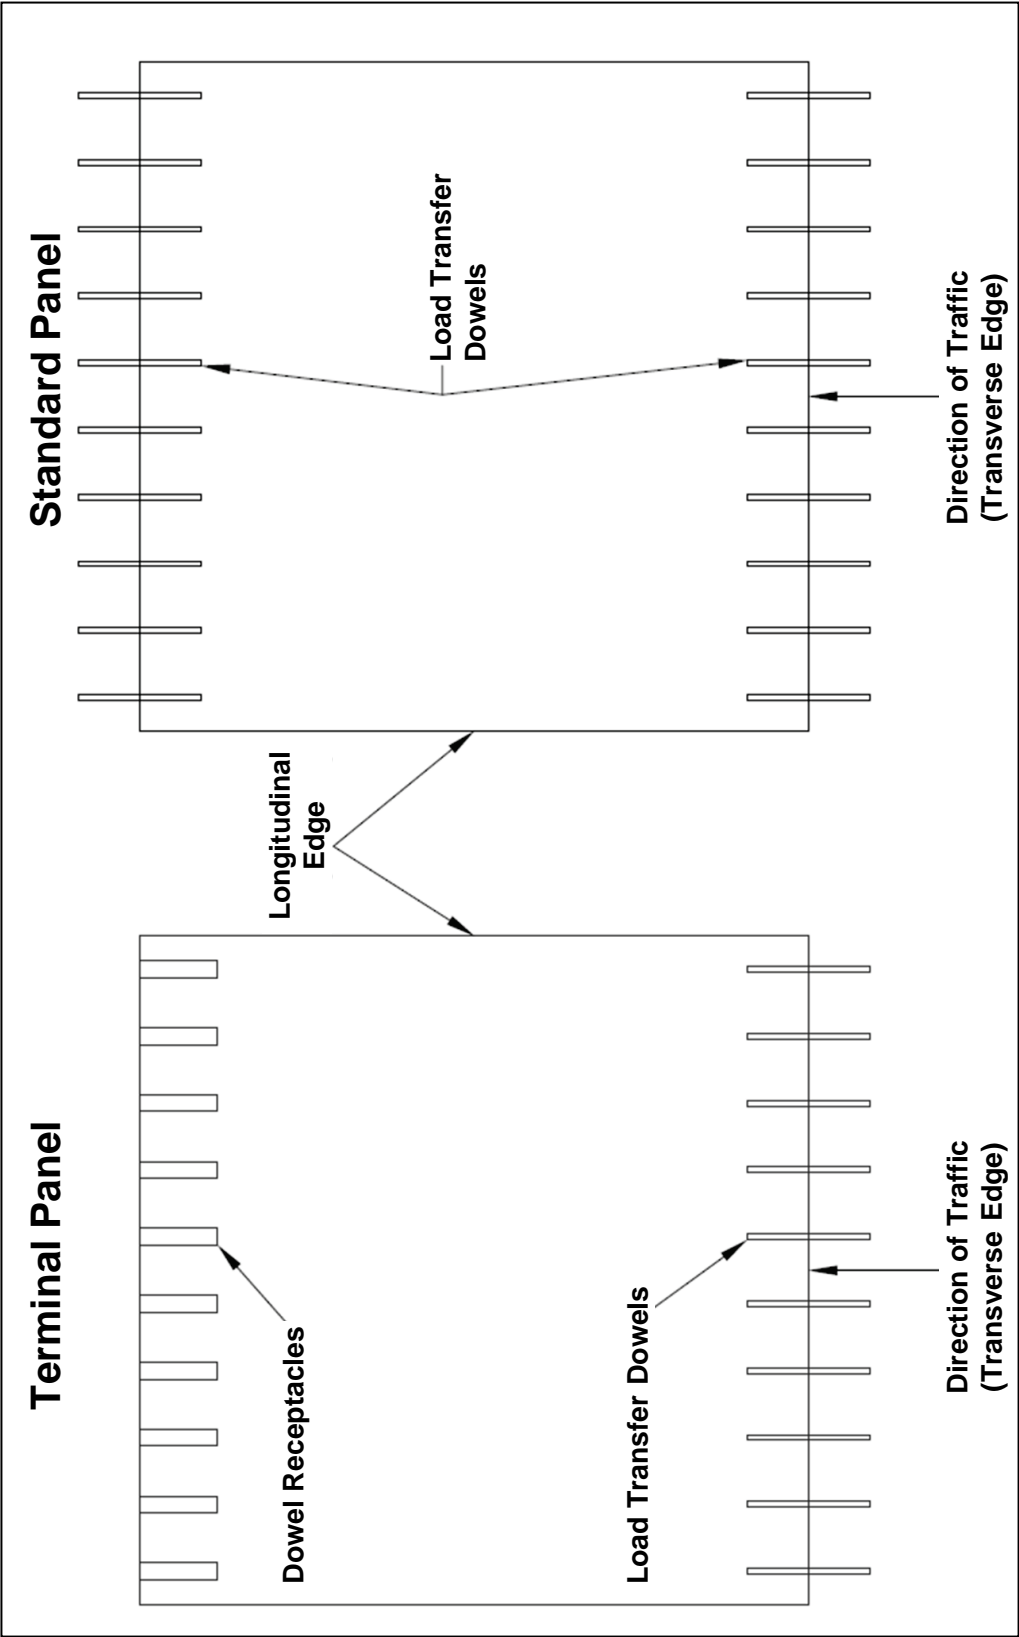 Terminal Panel
Standard Panel
Longitudinal
Edge
Dowel Receptacles
Load Transfer
Dowels
Load Transfer Dowels
Direction of Traffic
(Transverse Edge)
Direction of Traffic
(Transverse Edge)